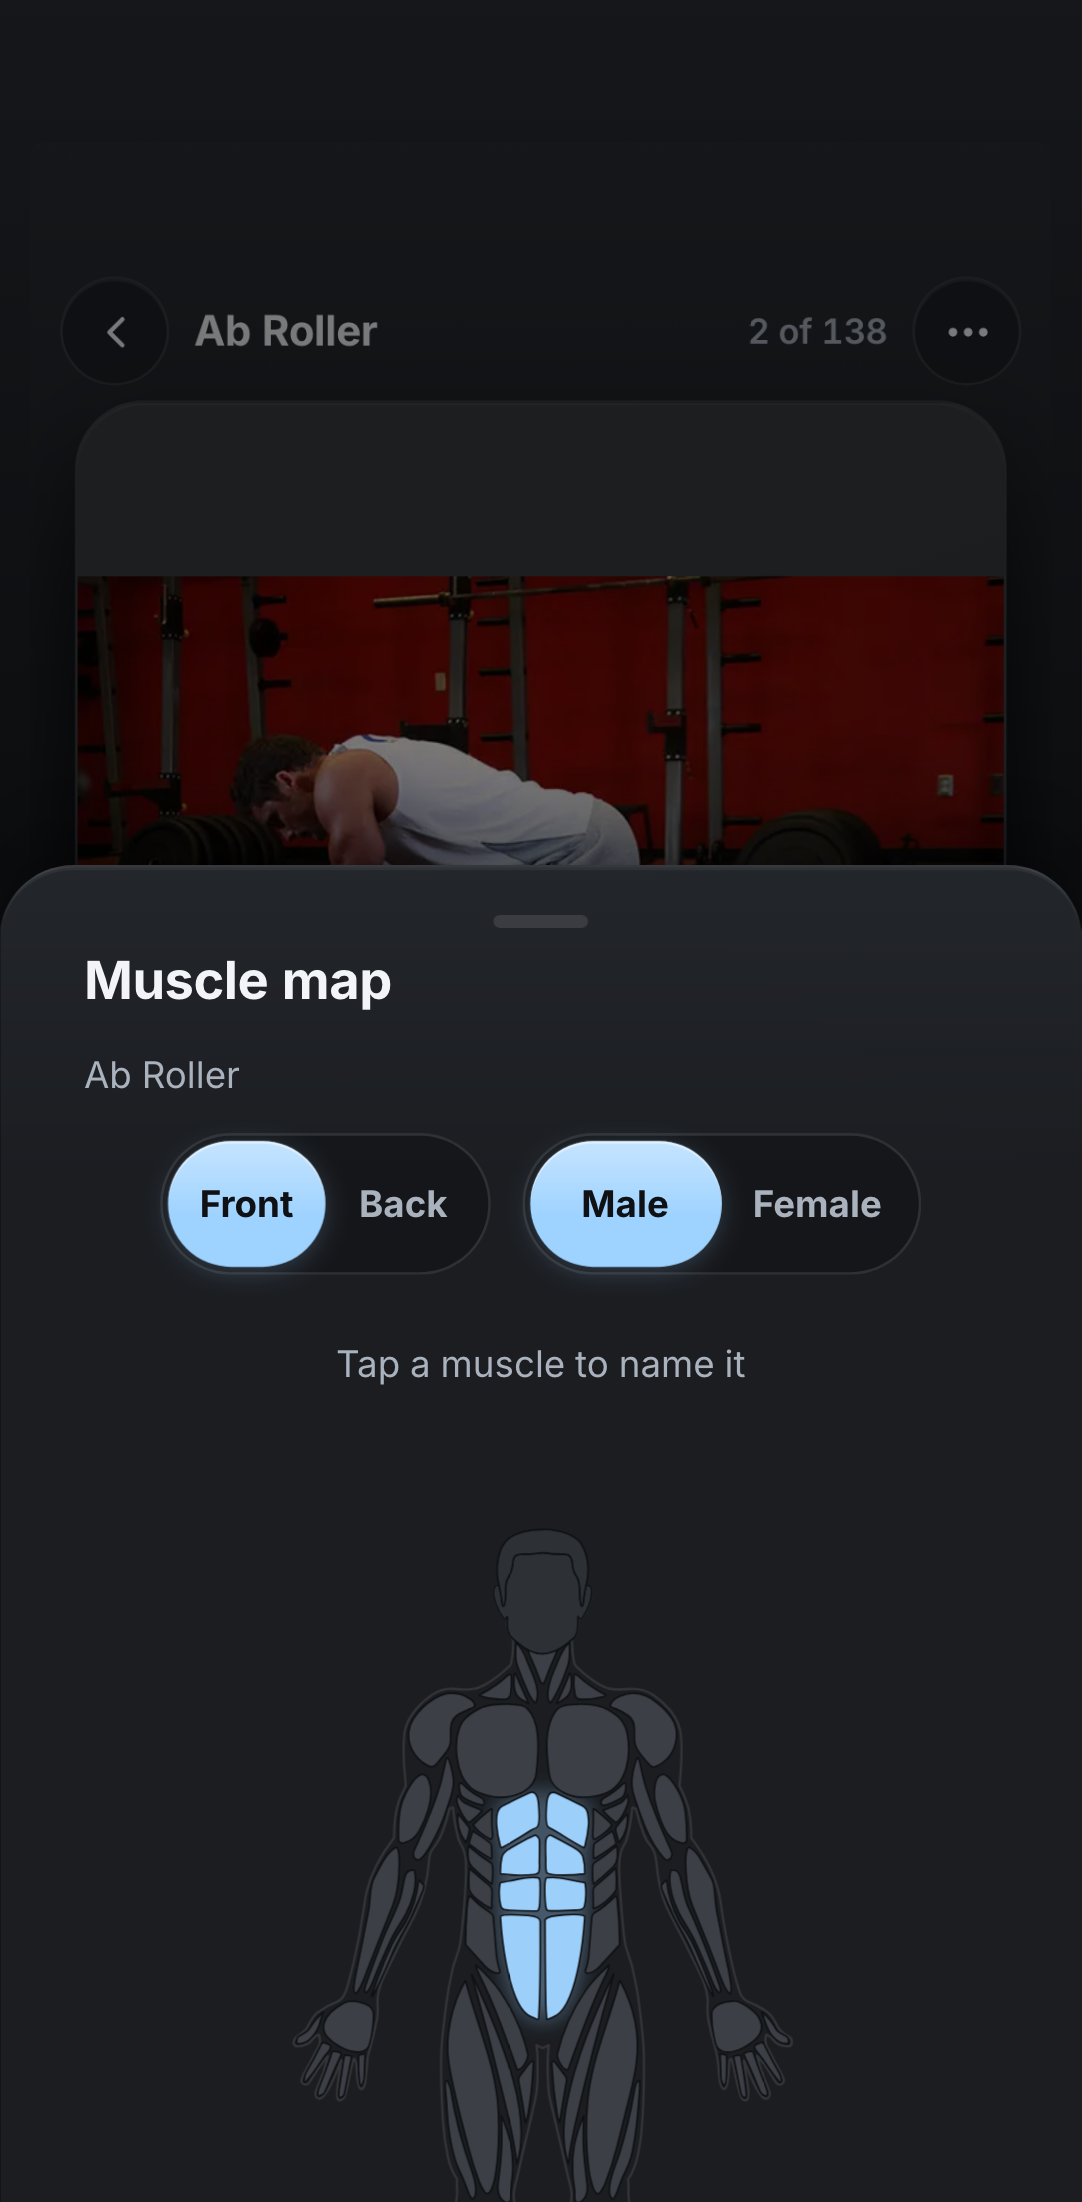 Ab Roller
2 of 138
Muscle map
Ab Roller
Front Back Male Female
Tap a muscle to name it